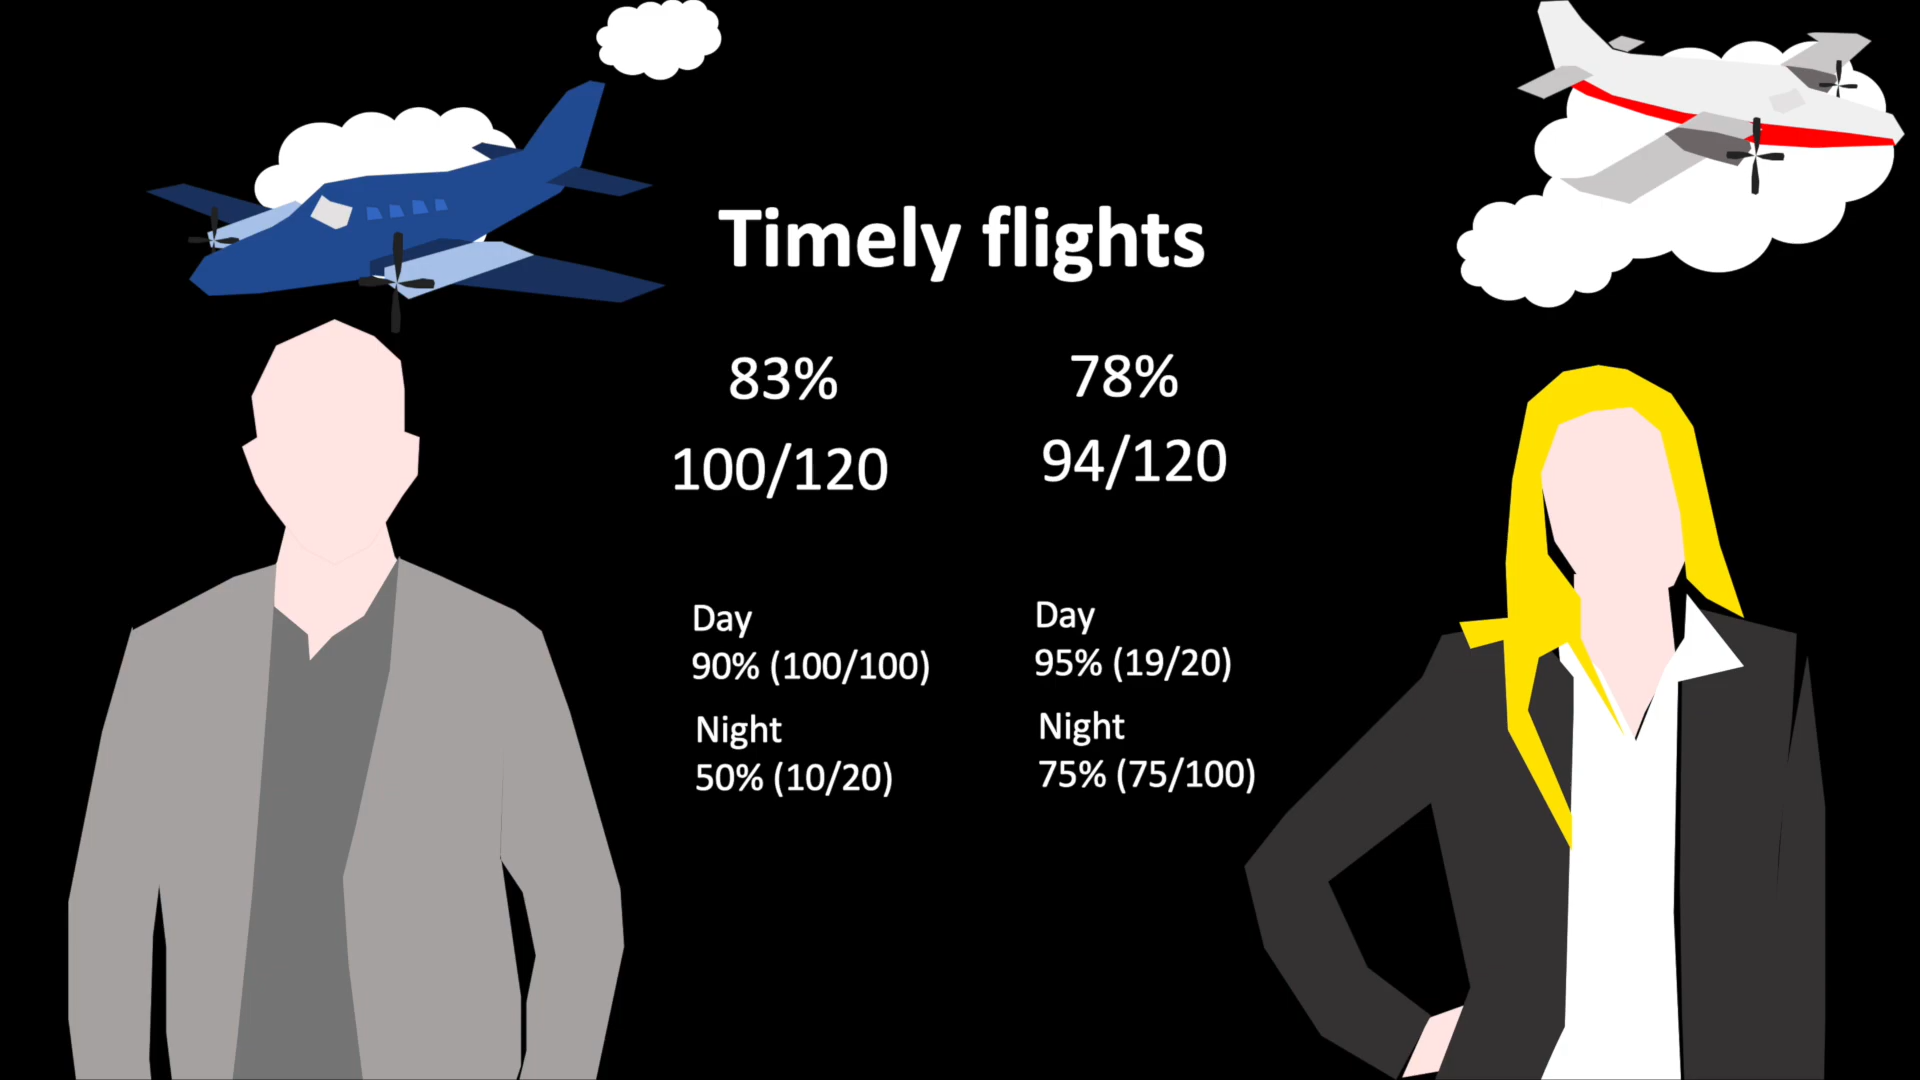 Timely flights
83%
78%
100/120
94/120
Day
90% (100/100)
Night
50% (10/20)
Day
95% (19/20)
Night
75% (75/100)